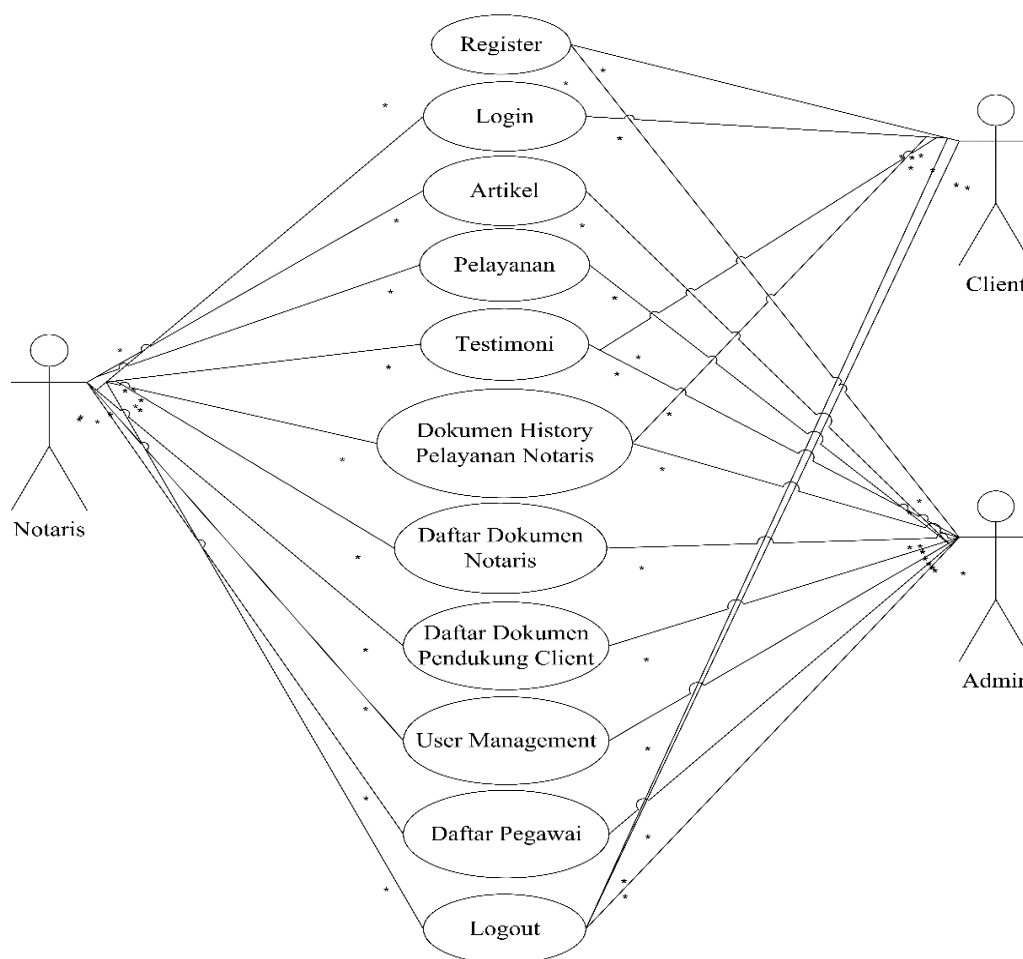 Register
Login
Artikel
Pelayanan
Testimoni
Dokumen History
Pelayanan Notaris
Daftar Dokumen
Notaris
Daftar Dokumen
Pendukung Client
User Management
Daftar Pegawai
Logout
Notaris
Client
Admin